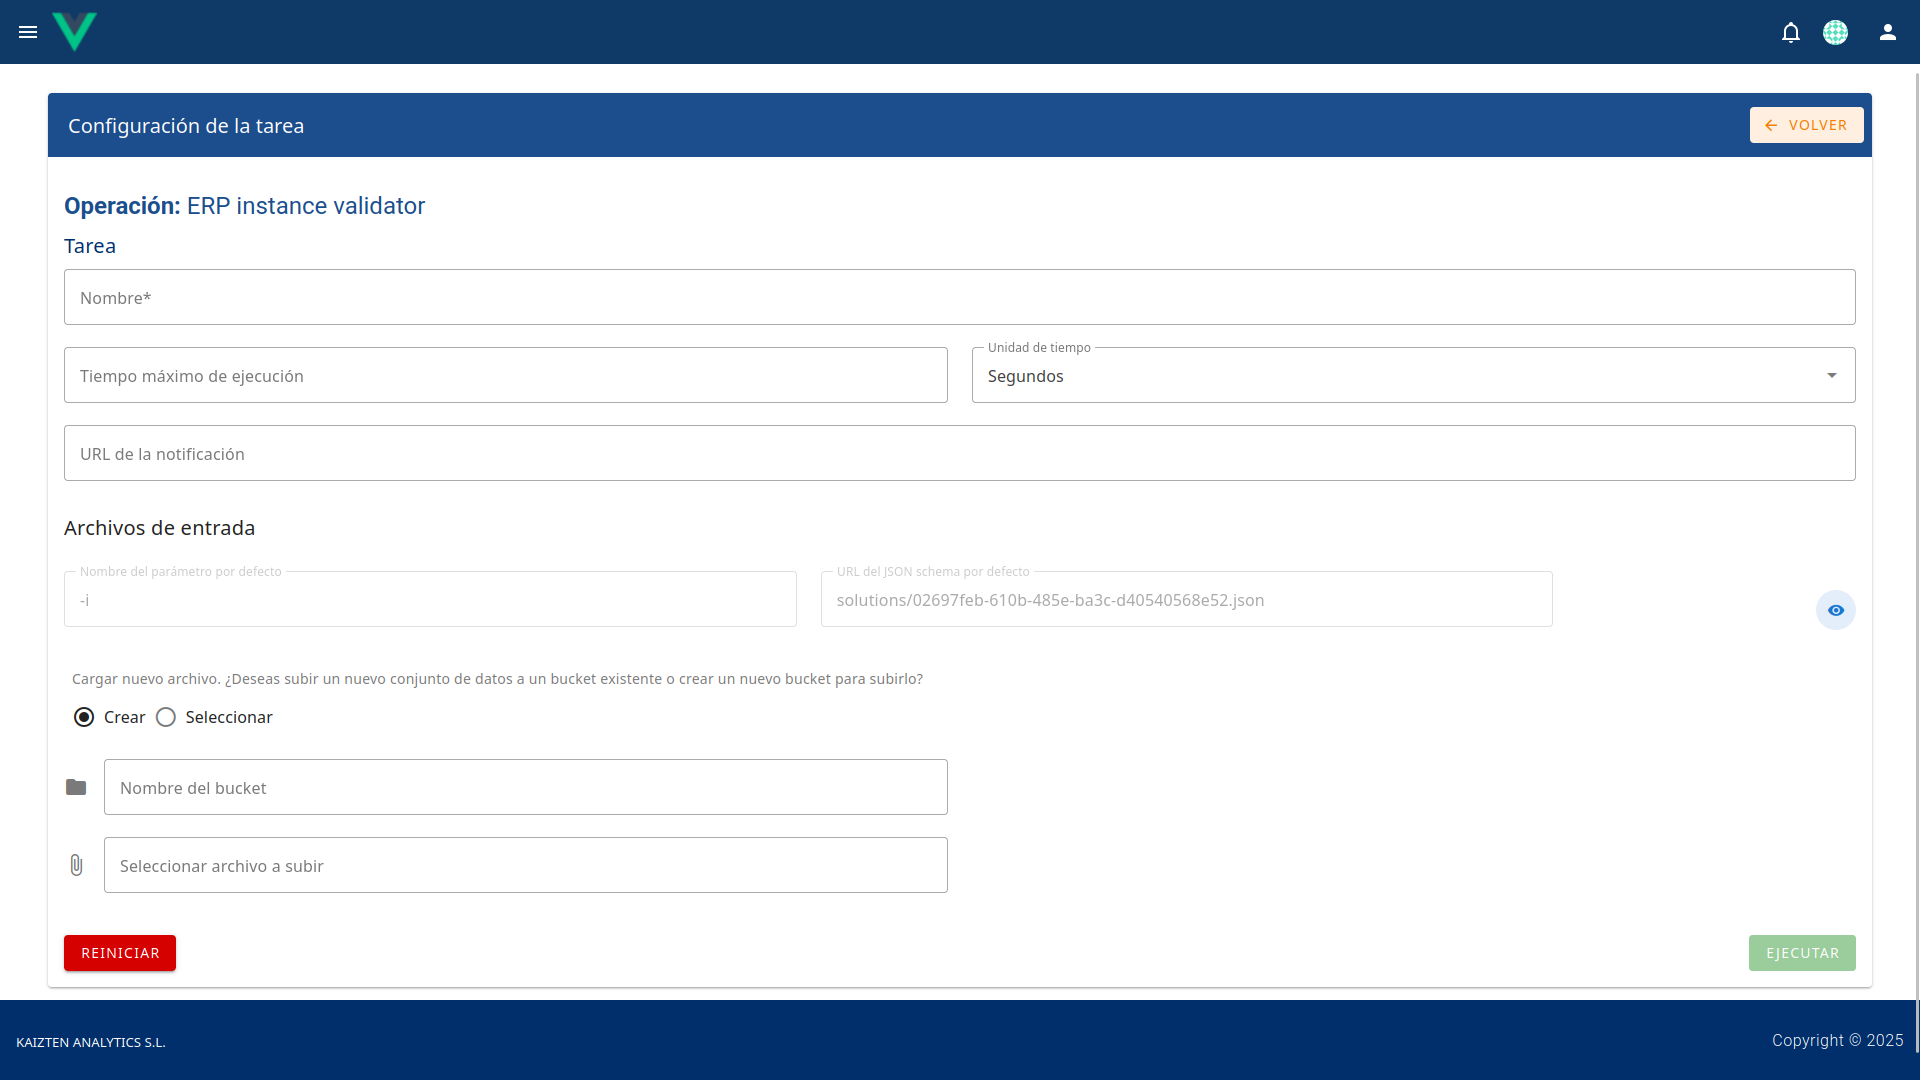 Configuración de la tarea
VOLVER
Operación: ERP instance validator
Tarea
Nombre*
Tiempo máximo de ejecución
Unidad de tiempo
Segundos
URL de la notificación
Archivos de entrada
Nombre del parámetro por defecto
-i
URL del JSON schema por defecto
solutions/02697feb-610b-485e-ba3c-d40540568e52.json
Cargar nuevo archivo. ¿Deseas subir un nuevo conjunto de datos a un bucket existente o crear un nuevo bucket para subirlo?
Crear Seleccionar
Nombre del bucket
Seleccionar archivo a subir
REINICIAR
EJECUTAR
KAIZTEN ANALYTICS S.L.
Copyright © 2025